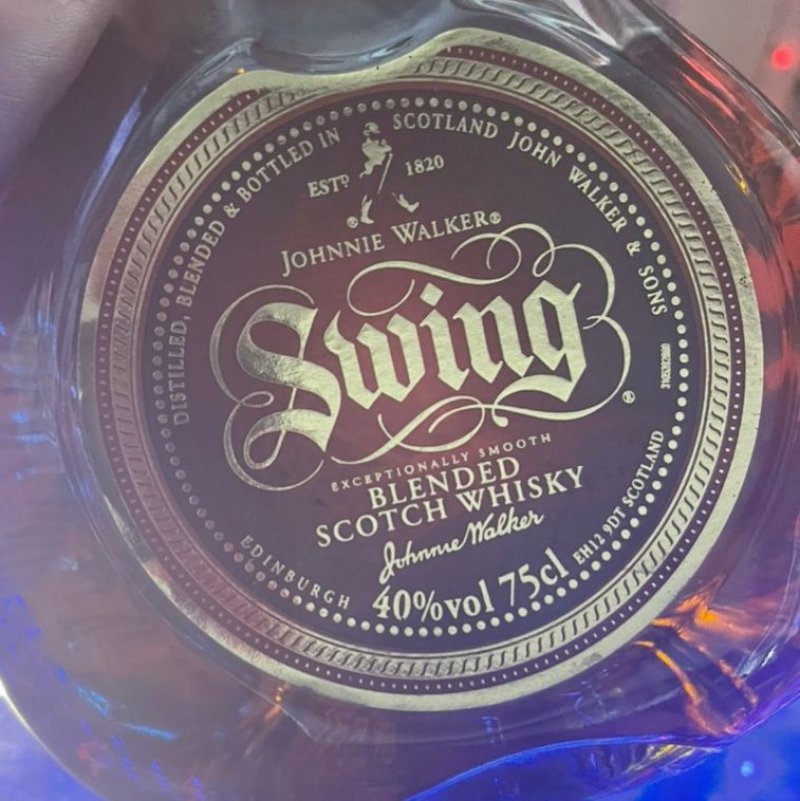 DISTILLED, BLENDED & BOTTLED IN SCOTLAND JOHN WALKER & SONS
ESTD 1820
JOHNNIE WALKER®
Swing®
EXCEPTIONALLY SMOOTH
BLENDED
SCOTCH WHISKY
Johnnie Walker
40%vol 75cl
EDINBURGH EH12 9DT SCOTLAND